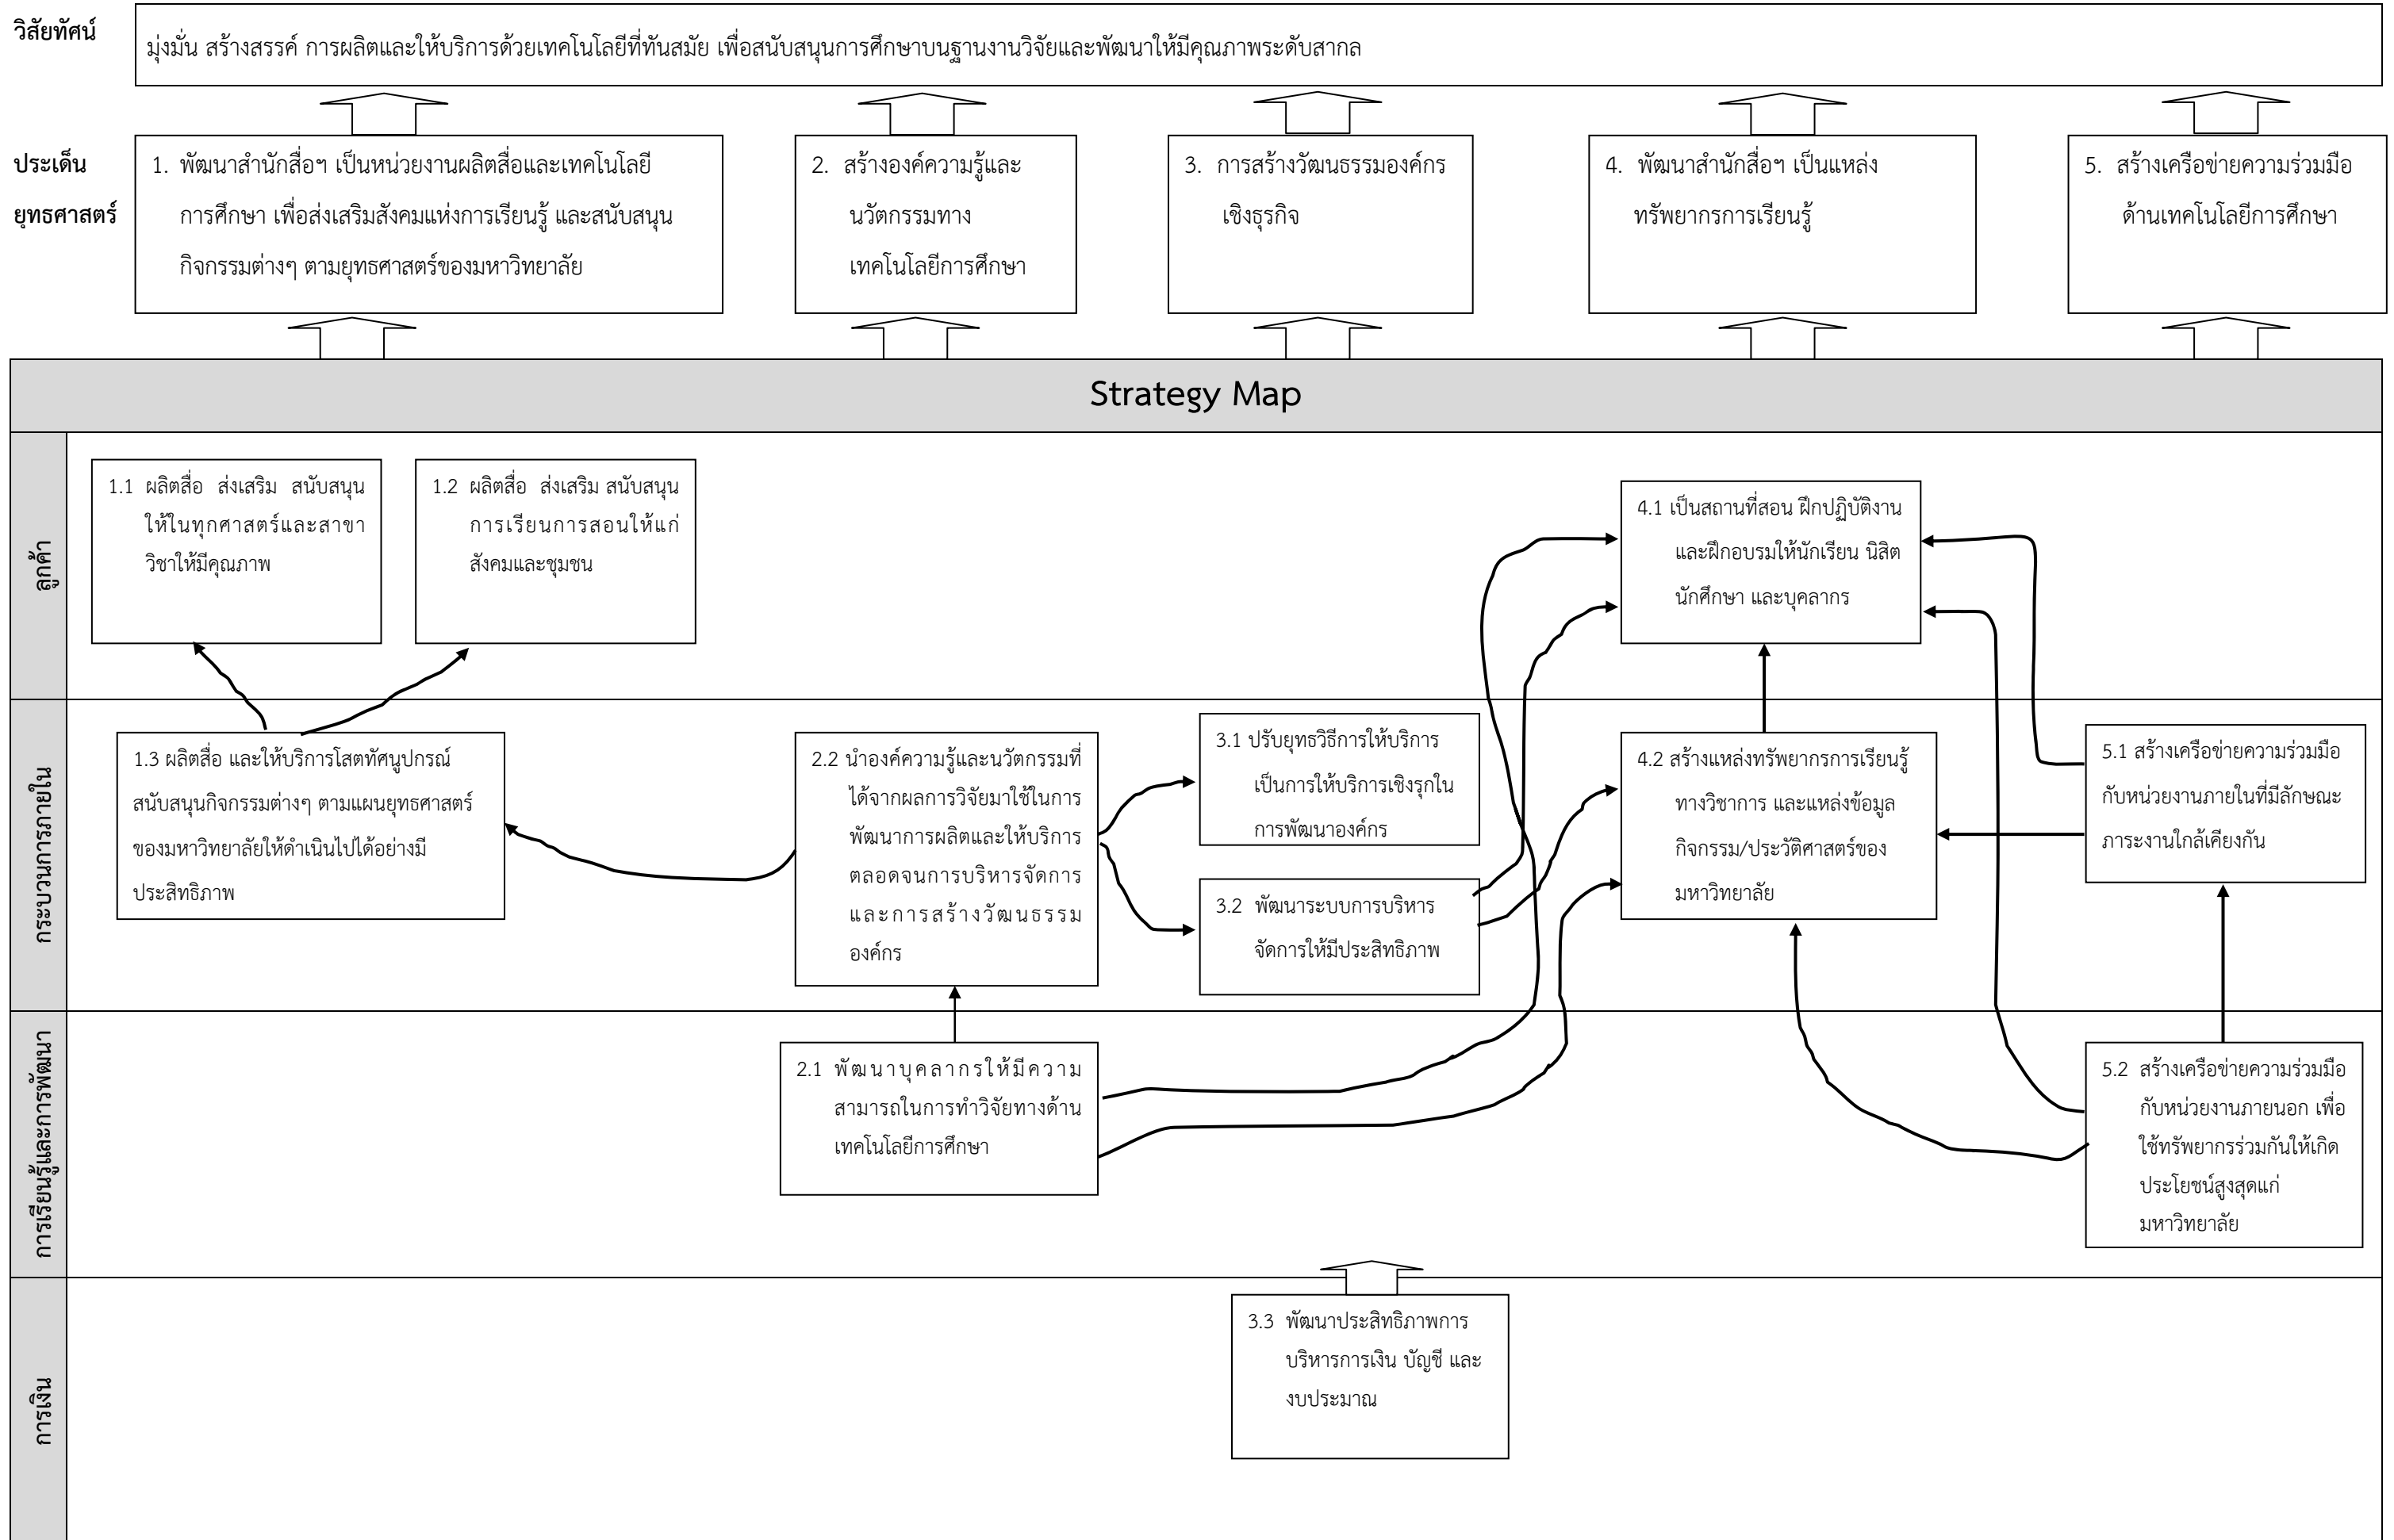 วิสัยทัศน์
มุ่งมั่น สร้างสรรค์ การผลิตและให้บริการด้วยเทคโนโลยีที่ทันสมัย เพื่อสนับสนุนการศึกษาบนฐานงานวิจัยและพัฒนาให้มีคุณภาพระดับสากล
ประเด็น
ยุทธศาสตร์
1. พัฒนาสำนักสื่อฯ เป็นหน่วยงานผลิตสื่อและเทคโนโลยี
การศึกษา เพื่อส่งเสริมสังคมแห่งการเรียนรู้ และสนับสนุน
กิจกรรมต่างๆ ตามยุทธศาสตร์ของมหาวิทยาลัย
2. สร้างองค์ความรู้และ
นวัตกรรมทาง
เทคโนโลยีการศึกษา
3. การสร้างวัฒนธรรมองค์กร
เชิงธุรกิจ
4. พัฒนาสำนักสื่อฯ เป็นแหล่ง
ทรัพยากรการเรียนรู้
5. สร้างเครือข่ายความร่วมมือ
ด้านเทคโนโลยีการศึกษา
Strategy Map
ลูกค้า
1.1 ผลิตสื่อ ส่งเสริม สนับสนุน
ให้ในทุกศาสตร์และสาขา
วิชาให้มีคุณภาพ
1.2 ผลิตสื่อ ส่งเสริม สนับสนุน
การเรียนการสอนให้แก่
สังคมและชุมชน
4.1 เป็นสถานที่สอน ฝึกปฏิบัติงาน
และฝึกอบรมให้นักเรียน นิสิต
นักศึกษา และบุคลากร
กระบวนการภายใน
1.3 ผลิตสื่อ และให้บริการโสตทัศนูปกรณ์
สนับสนุนกิจกรรมต่างๆ ตามแผนยุทธศาสตร์
ของมหาวิทยาลัยให้ดำเนินไปได้อย่างมี
ประสิทธิภาพ
2.2 นำองค์ความรู้และนวัตกรรมที่
ได้จากผลการวิจัยมาใช้ในการ
พัฒนาการผลิตและให้บริการ
ตลอดจนการบริหารจัดการ
และการสร้างวัฒนธรรม
องค์กร
3.1 ปรับยุทธวิธีการให้บริการ
เป็นการให้บริการเชิงรุกใน
การพัฒนาองค์กร
3.2 พัฒนาระบบการบริหาร
จัดการให้มีประสิทธิภาพ
4.2 สร้างแหล่งทรัพยากรการเรียนรู้
ทางวิชาการ และแหล่งข้อมูล
กิจกรรม/ประวัติศาสตร์ของ
มหาวิทยาลัย
5.1 สร้างเครือข่ายความร่วมมือ
กับหน่วยงานภายในที่มีลักษณะ
ภาระงานใกล้เคียงกัน
การเรียนรู้และการพัฒนา
2.1 พัฒนาบุคลากรให้มีความ
สามารถในการทำวิจัยทางด้าน
เทคโนโลยีการศึกษา
5.2 สร้างเครือข่ายความร่วมมือ
กับหน่วยงานภายนอก เพื่อ
ใช้ทรัพยากรร่วมกันให้เกิด
ประโยชน์สูงสุดแก่
มหาวิทยาลัย
การเงิน
3.3 พัฒนาประสิทธิภาพการ
บริหารการเงิน บัญชี และ
งบประมาณ